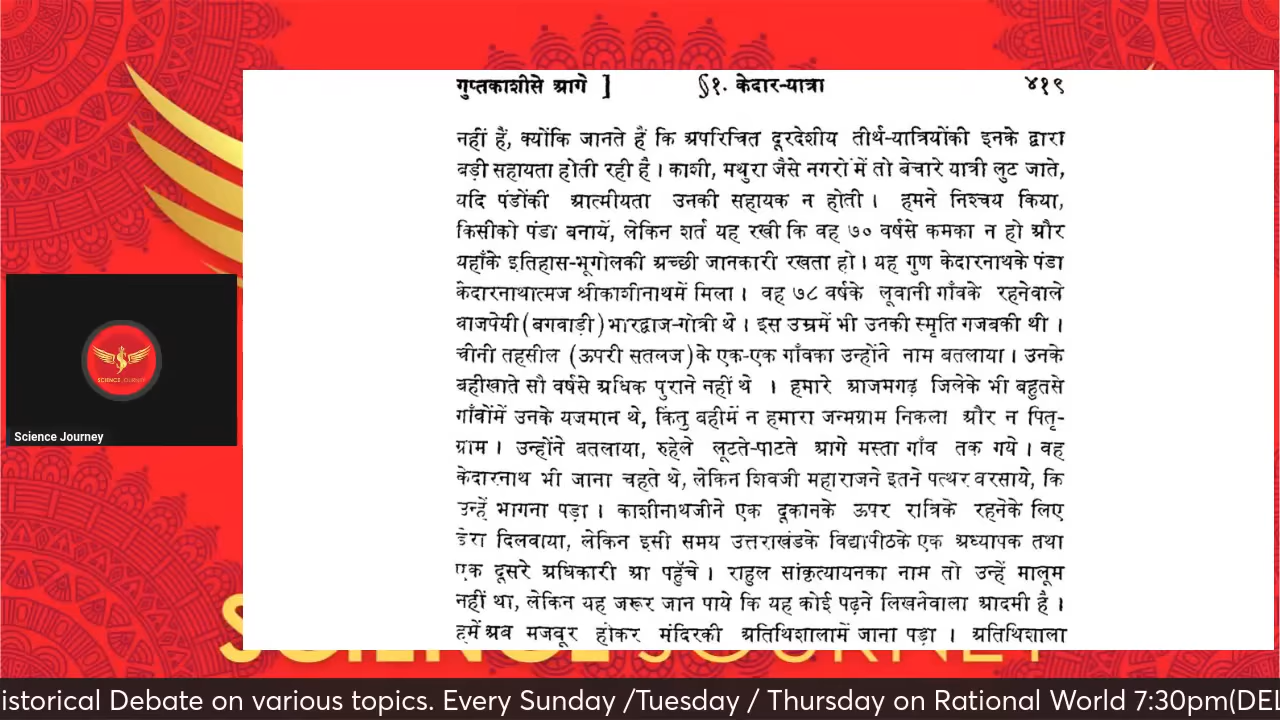 गुप्तकाशीसे आगे ] §१. केदार-यात्रा ४१९
नहीं हैं, क्योंकि जानते हैं कि अपरिचित दूरदेशीय तीर्थ-यात्रियोंकी इनके द्वारा
बड़ी सहायता होती रही है। काशी, मथुरा जैसे नगरों में तो बेचारे यात्री लुट जाते,
यदि पंडोंकी आत्मीयता उनकी सहायक न होती। हमने निश्चय किया,
किसीको पंडा बनायें, लेकिन शर्त यह रखी कि वह ७० वर्षसे कमका न हो और
यहाँके इतिहास-भूगोलकी अच्छी जानकारी रखता हो। यह गुण केदारनाथके पंडा
केदारनाथात्मज श्रीकाशीनाथमें मिला। वह ७८ वर्षके लूवानी गाँवके रहनेवाले
बाजपेयी (बगवाड़ी) भारद्वाज-गोत्री थे। इस उम्रमें भी उनकी स्मृति गजबकी थी।
चीनी तहसील (ऊपरी सतलज)के एक-एक गाँवका उन्होंने नाम बतलाया। उनके
बहीखाते सौ वर्षसे अधिक पुराने नहीं थे । हमारे आजमगढ़ जिलेके भी बहुतसे
गाँवोंमें उनके यजमान थे, किंतु बहीमें न हमारा जन्मग्राम निकला और न पितृ-
ग्राम। उन्होंने बतलाया, रुहेले लूटते-पाटते आगे मस्ता गाँव तक गये। वह
केदारनाथ भी जाना चहते थे, लेकिन शिवजी महाराजने इतने पत्थर बरसाये, कि
उन्हें भागना पड़ा। काशीनाथजीने एक दूकानके ऊपर रात्रिके रहनेके लिए
डेरा दिलवाया, लेकिन इसी समय उत्तराखंडके विद्यापीठके एक अध्यापक तथा
एक दूसरे अधिकारी आ पहुँचे। राहुल सांकृत्यायनका नाम तो उन्हें मालूम
नहीं था, लेकिन यह जरूर जान पाये कि यह कोई पढ़ने लिखनेवाला आदमी है।
हमें अब मजबूर होकर मंदिरकी अतिथिशालामें जाना पड़ा । अतिथिशाला
SCIENCE JOURNEY
Science Journey
SCIENCE JOURNEY
istorical Debate on various topics. Every Sunday /Tuesday / Thursday on Rational World 7:30pm(DEL